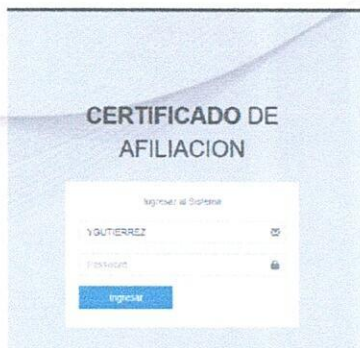 CERTIFICADO DE
AFILIACION
Ingresar al Sistema
YGUTIERREZ
Password
Ingresar